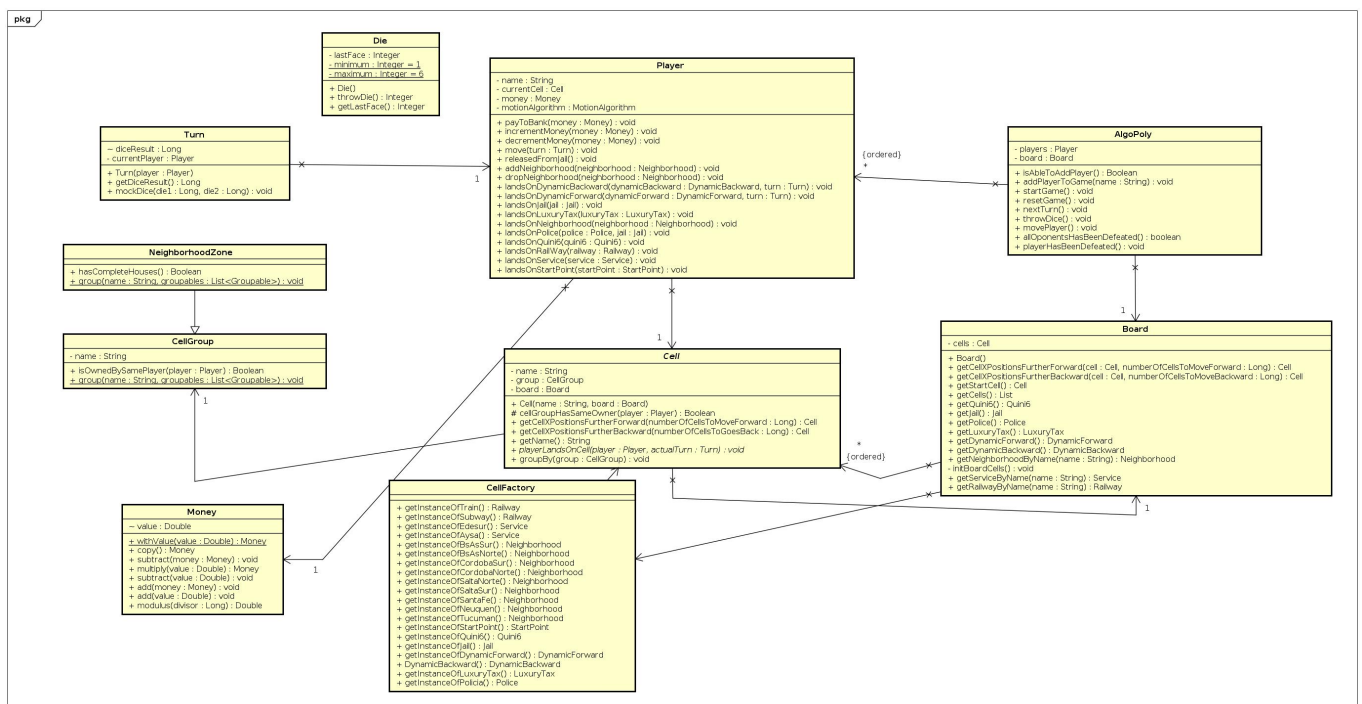 pkg
Die
- lastFace : Integer
- minimum : Integer = 1
- maximum : Integer = 6
+ Die()
+ throwDie() : Integer
+ getLastFace() : Integer
Player
- name : String
- currentCell : Cell
- money : Money
- motionAlgorithm : MotionAlgorithm
+ payToBank(money : Money) : void
+ incrementMoney(money : Money) : void
+ decrementMoney(money : Money) : void
+ move(turn : Turn) : void
+ releasedFromJail() : void
+ addNeighborhood(neighborhood : Neighborhood) : void
+ dropNeighborhood(neighborhood : Neighborhood) : void
+ landsOnDynamicBackward(dynamicBackward : DynamicBackward, turn : Turn) : void
+ landsOnDynamicForward(dynamicForward : DynamicForward, turn : Turn) : void
+ landsOnJail(jail : Jail) : void
+ landsOnLuxuryTax(luxuryTax : LuxuryTax) : void
+ landsOnNeighborhood(neighborhood : Neighborhood) : void
+ landsOnPolice(police : Police, jail : Jail) : void
+ landsOnQuini6(quini6 : Quini6) : void
+ landsOnRailWay(railway : Railway) : void
+ landsOnService(service : Service) : void
+ landsOnStartPoint(startPoint : StartPoint) : void
Turn
- diceResult : Long
- currentPlayer : Player
+ Turn(player : Player)
+ getDiceResult() : Long
+ mockDice(die1 : Long, die2 : Long) : void
1
{ordered}
*
AlgoPoly
- players : Player
- board : Board
+ isAbleToAddPlayer() : Boolean
+ addPlayerToGame(name : String) : void
+ startGame() : void
+ resetGame() : void
+ nextTurn() : void
+ throwDice() : void
+ movePlayer() : void
+ allOponentsHasBeenDefeated() : boolean
+ playerHasBeenDefeated() : void
NeighborhoodZone
+ hasCompleteHouses() : Boolean
+ group(name : String, groupables : List<Groupable>) : void
CellGroup
- name : String
+ isOwnedBySamePlayer(player : Player) : Boolean
+ group(name : String, groupables : List<Groupable>) : void
1
1
1
Cell
- name : String
- group : CellGroup
- board : Board
+ Cell(name : String, board : Board)
# cellGroupHasSameOwner(player : Player) : Boolean
+ getCellXPositionsFurtherForward(numberOfCellsToMoveForward : Long) : Cell
+ getCellXPositionsFurtherBackward(numberOfCellsToGoesBack : Long) : Cell
+ getName() : String
+ playerLandsOnCell(player : Player, actualTurn : Turn) : void
+ groupBy(group : CellGroup) : void
Board
- cells : Cell
+ Board()
+ getCellXPositionsFurtherForward(cell : Cell, numberOfCellsToMoveForward : Long) : Cell
+ getCellXPositionsFurtherBackward(cell : Cell, numberOfCellsToMoveBackward : Long) : Cell
+ getStartCell() : Cell
+ getCells() : List
+ getQuini6() : Quini6
+ getJail() : Jail
+ getPolice() : Police
+ getLuxuryTax() : LuxuryTax
+ getDynamicForward() : DynamicForward
+ getDynamicBackward() : DynamicBackward
+ getNeighborhoodByName(name : String) : Neighborhood
- initBoardCells() : void
+ getServiceByName(name : String) : Service
+ getRailwayByName(name : String) : Railway
*
{ordered}
1
CellFactory
+ getInstanceOfTrain() : Railway
+ getInstanceOfSubway() : Railway
+ getInstanceOfEdesur() : Service
+ getInstanceOfAysa() : Service
+ getInstanceOfBsAsSur() : Neighborhood
+ getInstanceOfBsAsNorte() : Neighborhood
+ getInstanceOfCordobaSur() : Neighborhood
+ getInstanceOfCordobaNorte() : Neighborhood
+ getInstanceOfSaltaNorte() : Neighborhood
+ getInstanceOfSaltaSur() : Neighborhood
+ getInstanceOfSantaFe() : Neighborhood
+ getInstanceOfNeuquen() : Neighborhood
+ getInstanceOfTucuman() : Neighborhood
+ getInstanceOfStartPoint() : StartPoint
+ getInstanceOfQuini6() : Quini6
+ getInstanceOfJail() : Jail
+ getInstanceOfDynamicForward() : DynamicForward
+ DynamicBackward() : DynamicBackward
+ getInstanceOfLuxuryTax() : LuxuryTax
+ getInstanceOfPolicia() : Police
Money
- value : Double
+ withValue(value : Double) : Money
+ copy() : Money
+ subtract(money : Money) : void
+ multiply(value : Double) : Money
+ subtract(value : Double) : void
+ add(money : Money) : void
+ add(value : Double) : void
+ modulus(divisor : Long) : Double
1